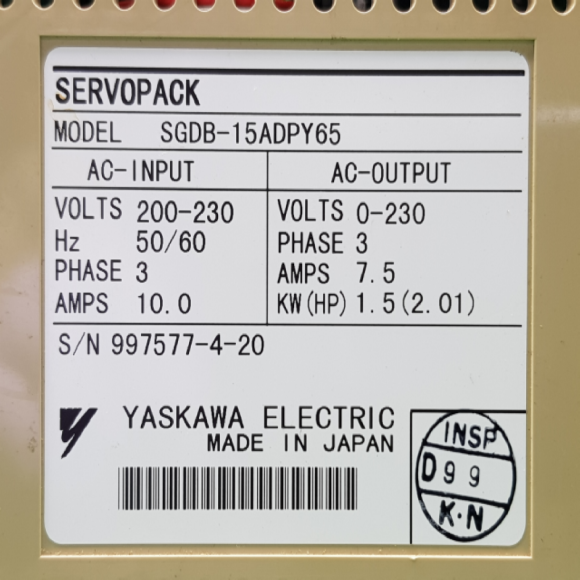 SERVOPACK
MODEL SGDB-15ADPY65
AC-INPUT AC-OUTPUT
VOLTS 200-230 VOLTS 0-230
Hz 50/60 PHASE 3
PHASE 3 AMPS 7.5
AMPS 10.0 KW(HP) 1.5(2.01)
S/N 997577-4-20
YASKAWA ELECTRIC
MADE IN JAPAN
INSP
D99
K·N